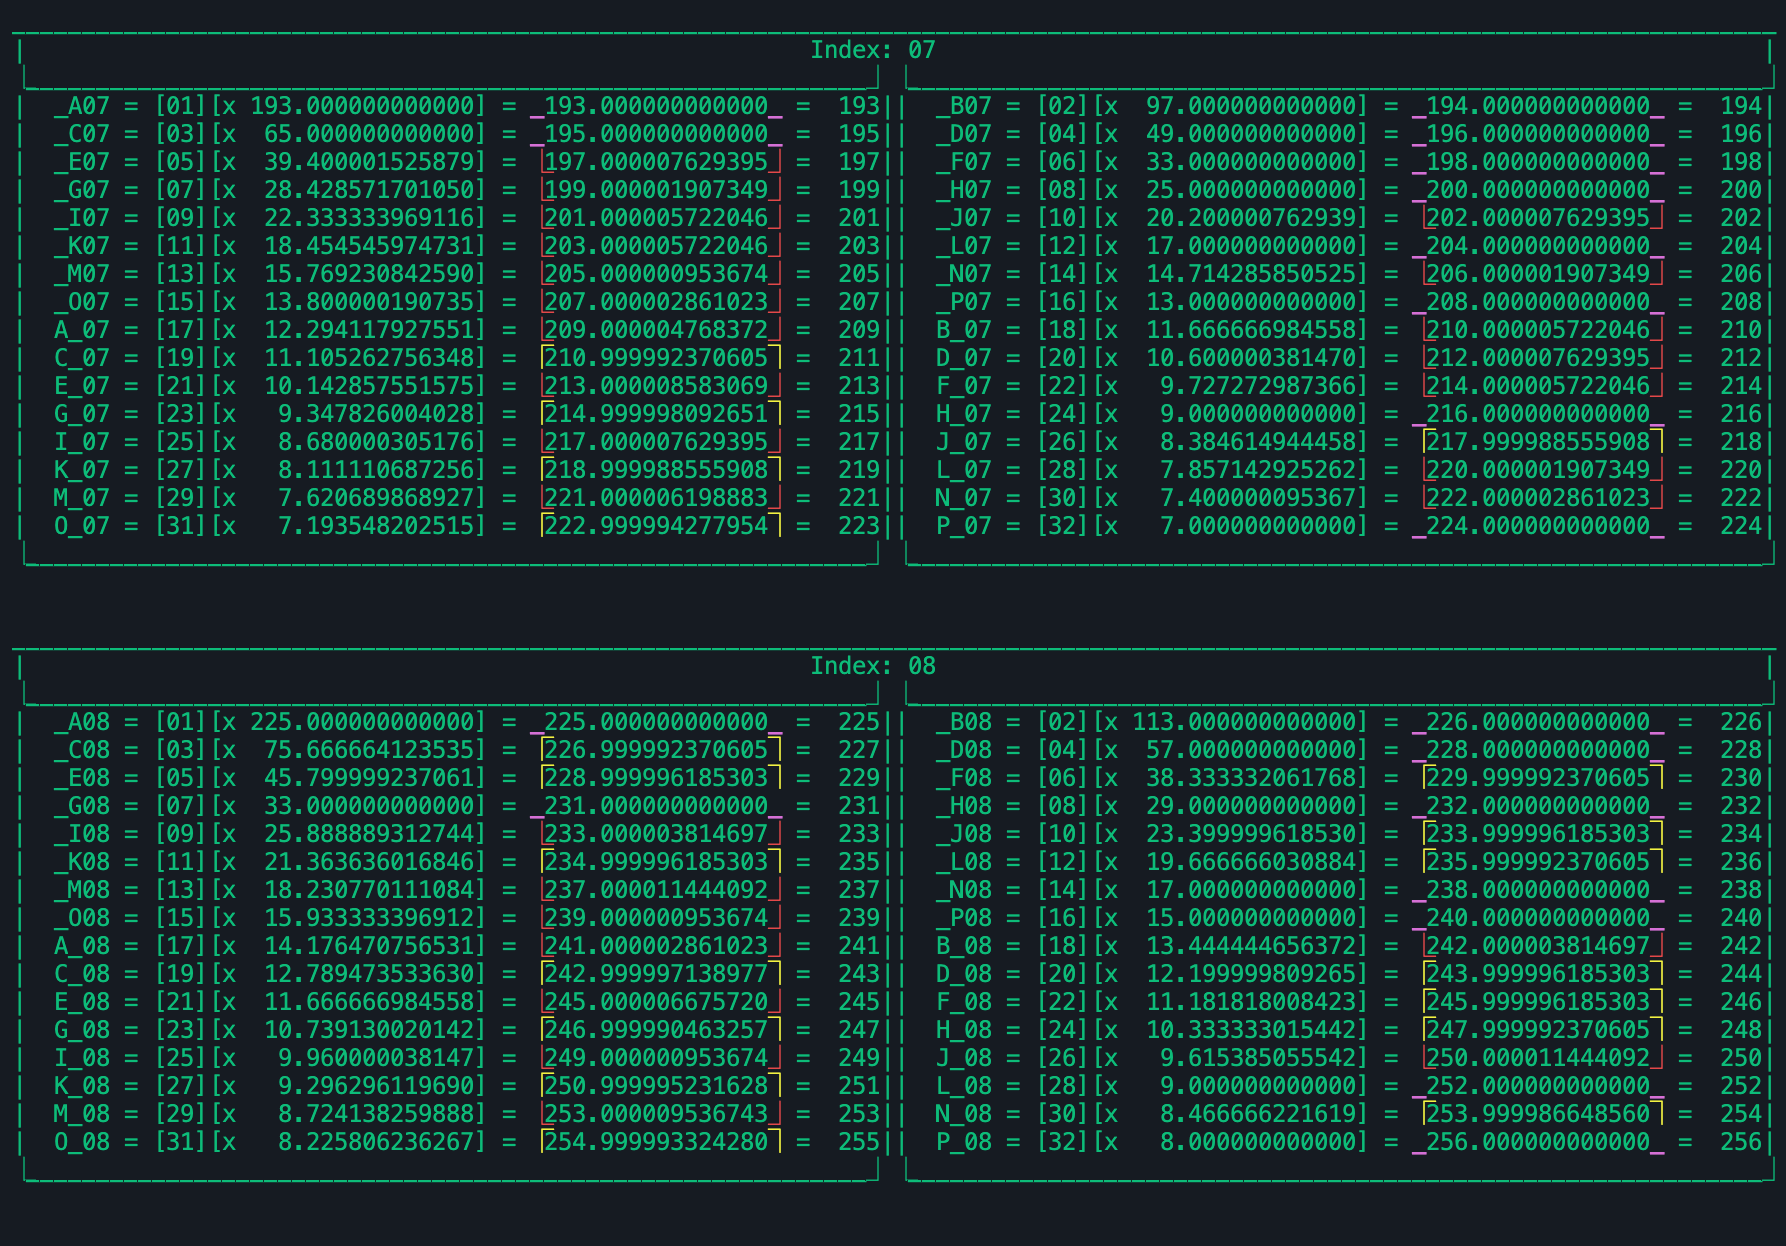 Index: 07
_A07 = [01][x 193.000000000000] = _193.000000000000_ = 193|| _B07 = [02][x 97.000000000000] = _194.000000000000_ = 194|
_C07 = [03][x 65.000000000000] = _195.000000000000_ = 195|| _D07 = [04][x 49.000000000000] = _196.000000000000_ = 196|
_E07 = [05][x 39.400001525879] = 197.000007629395 = 197|| _F07 = [06][x 33.000000000000] = _198.000000000000_ = 198|
_G07 = [07][x 28.428571701050] = 199.000001907349 = 199|| _H07 = [08][x 25.000000000000] = _200.000000000000_ = 200|
_I07 = [09][x 22.333333969116] = 201.000005722046 = 201|| _J07 = [10][x 20.200000762939] = 202.000007629395 = 202|
_K07 = [11][x 18.454545974731] = 203.000005722046 = 203|| _L07 = [12][x 17.000000000000] = _204.000000000000_ = 204|
_M07 = [13][x 15.769230842590] = 205.000000953674 = 205|| _N07 = [14][x 14.714285850525] = 206.000001907349 = 206|
_O07 = [15][x 13.800000190735] = 207.000002861023 = 207|| _P07 = [16][x 13.000000000000] = _208.000000000000_ = 208|
A_07 = [17][x 12.294117927551] = 209.000004768372 = 209|| B_07 = [18][x 11.666666984558] = 210.000005722046 = 210|
C_07 = [19][x 11.105262756348] = 210.999992370605 = 211|| D_07 = [20][x 10.600000381470] = 212.000007629395 = 212|
E_07 = [21][x 10.142857551575] = 213.000008583069 = 213|| F_07 = [22][x 9.727272987366] = 214.000005722046 = 214|
G_07 = [23][x 9.347826004028] = 214.999998092651 = 215|| H_07 = [24][x 9.000000000000] = _216.000000000000_ = 216|
I_07 = [25][x 8.680000305176] = 217.000007629395 = 217|| J_07 = [26][x 8.384614944458] = 217.999988555908 = 218|
K_07 = [27][x 8.111110687256] = 218.999988555908 = 219|| L_07 = [28][x 7.857142925262] = 220.000001907349 = 220|
M_07 = [29][x 7.620689868927] = 221.000006198883 = 221|| N_07 = [30][x 7.400000095367] = 222.000002861023 = 222|
O_07 = [31][x 7.193548202515] = 222.999994277954 = 223|| P_07 = [32][x 7.000000000000] = _224.000000000000_ = 224|
Index: 08
_A08 = [01][x 225.000000000000] = _225.000000000000_ = 225|| _B08 = [02][x 113.000000000000] = _226.000000000000_ = 226|
_C08 = [03][x 75.666664123535] = 226.999992370605 = 227|| _D08 = [04][x 57.000000000000] = _228.000000000000_ = 228|
_E08 = [05][x 45.799999237061] = 228.999996185303 = 229|| _F08 = [06][x 38.333332061768] = 229.999992370605 = 230|
_G08 = [07][x 33.000000000000] = _231.000000000000_ = 231|| _H08 = [08][x 29.000000000000] = _232.000000000000_ = 232|
_I08 = [09][x 25.888889312744] = 233.000003814697 = 233|| _J08 = [10][x 23.399999618530] = 233.999996185303 = 234|
_K08 = [11][x 21.363636016846] = 234.999996185303 = 235|| _L08 = [12][x 19.666666030884] = 235.999992370605 = 236|
_M08 = [13][x 18.230770111084] = 237.000011444092 = 237|| _N08 = [14][x 17.000000000000] = _238.000000000000_ = 238|
_O08 = [15][x 15.933333396912] = 239.000000953674 = 239|| _P08 = [16][x 15.000000000000] = _240.000000000000_ = 240|
A_08 = [17][x 14.176470756531] = 241.000002861023 = 241|| B_08 = [18][x 13.444444656372] = 242.000003814697 = 242|
C_08 = [19][x 12.789473533630] = 242.999997138977 = 243|| D_08 = [20][x 12.199999809265] = 243.999996185303 = 244|
E_08 = [21][x 11.666666984558] = 245.000006675720 = 245|| F_08 = [22][x 11.181818008423] = 245.999996185303 = 246|
G_08 = [23][x 10.739130020142] = 246.999990463257 = 247|| H_08 = [24][x 10.333333015442] = 247.999992370605 = 248|
I_08 = [25][x 9.960000038147] = 249.000000953674 = 249|| J_08 = [26][x 9.615385055542] = 250.000011444092 = 250|
K_08 = [27][x 9.296296119690] = 250.999995231628 = 251|| L_08 = [28][x 9.000000000000] = _252.000000000000_ = 252|
M_08 = [29][x 8.724138259888] = 253.000009536743 = 253|| N_08 = [30][x 8.466666221619] = 253.999986648560 = 254|
O_08 = [31][x 8.225806236267] = 254.999993324280 = 255|| P_08 = [32][x 8.000000000000] = _256.000000000000_ = 256|